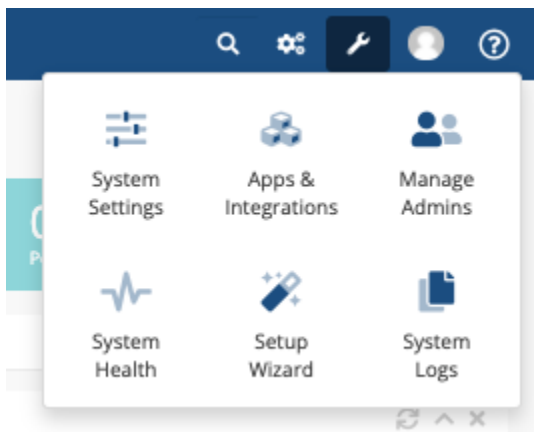 System
Settings
Apps &
Integrations
Manage
Admins
System
Health
Setup
Wizard
System
Logs